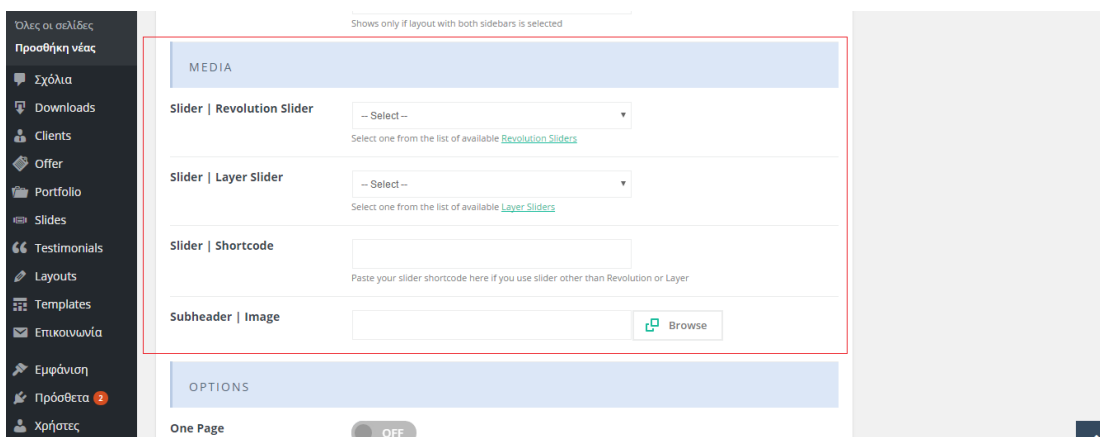 Όλες οι σελίδες
Προσθήκη νέας
Σχόλια
Downloads
Clients
Offer
Portfolio
Slides
Testimonials
Layouts
Templates
Επικοινωνία
Εμφάνιση
Πρόσθετα 2
Χρήστες
Shows only if layout with both sidebars is selected
MEDIA
Slider | Revolution Slider
-- Select --
Select one from the list of available Revolution Sliders
Slider | Layer Slider
-- Select --
Select one from the list of available Layer Sliders
Slider | Shortcode
Paste your slider shortcode here if you use slider other than Revolution or Layer
Subheader | Image
Browse
OPTIONS
One Page
OFF